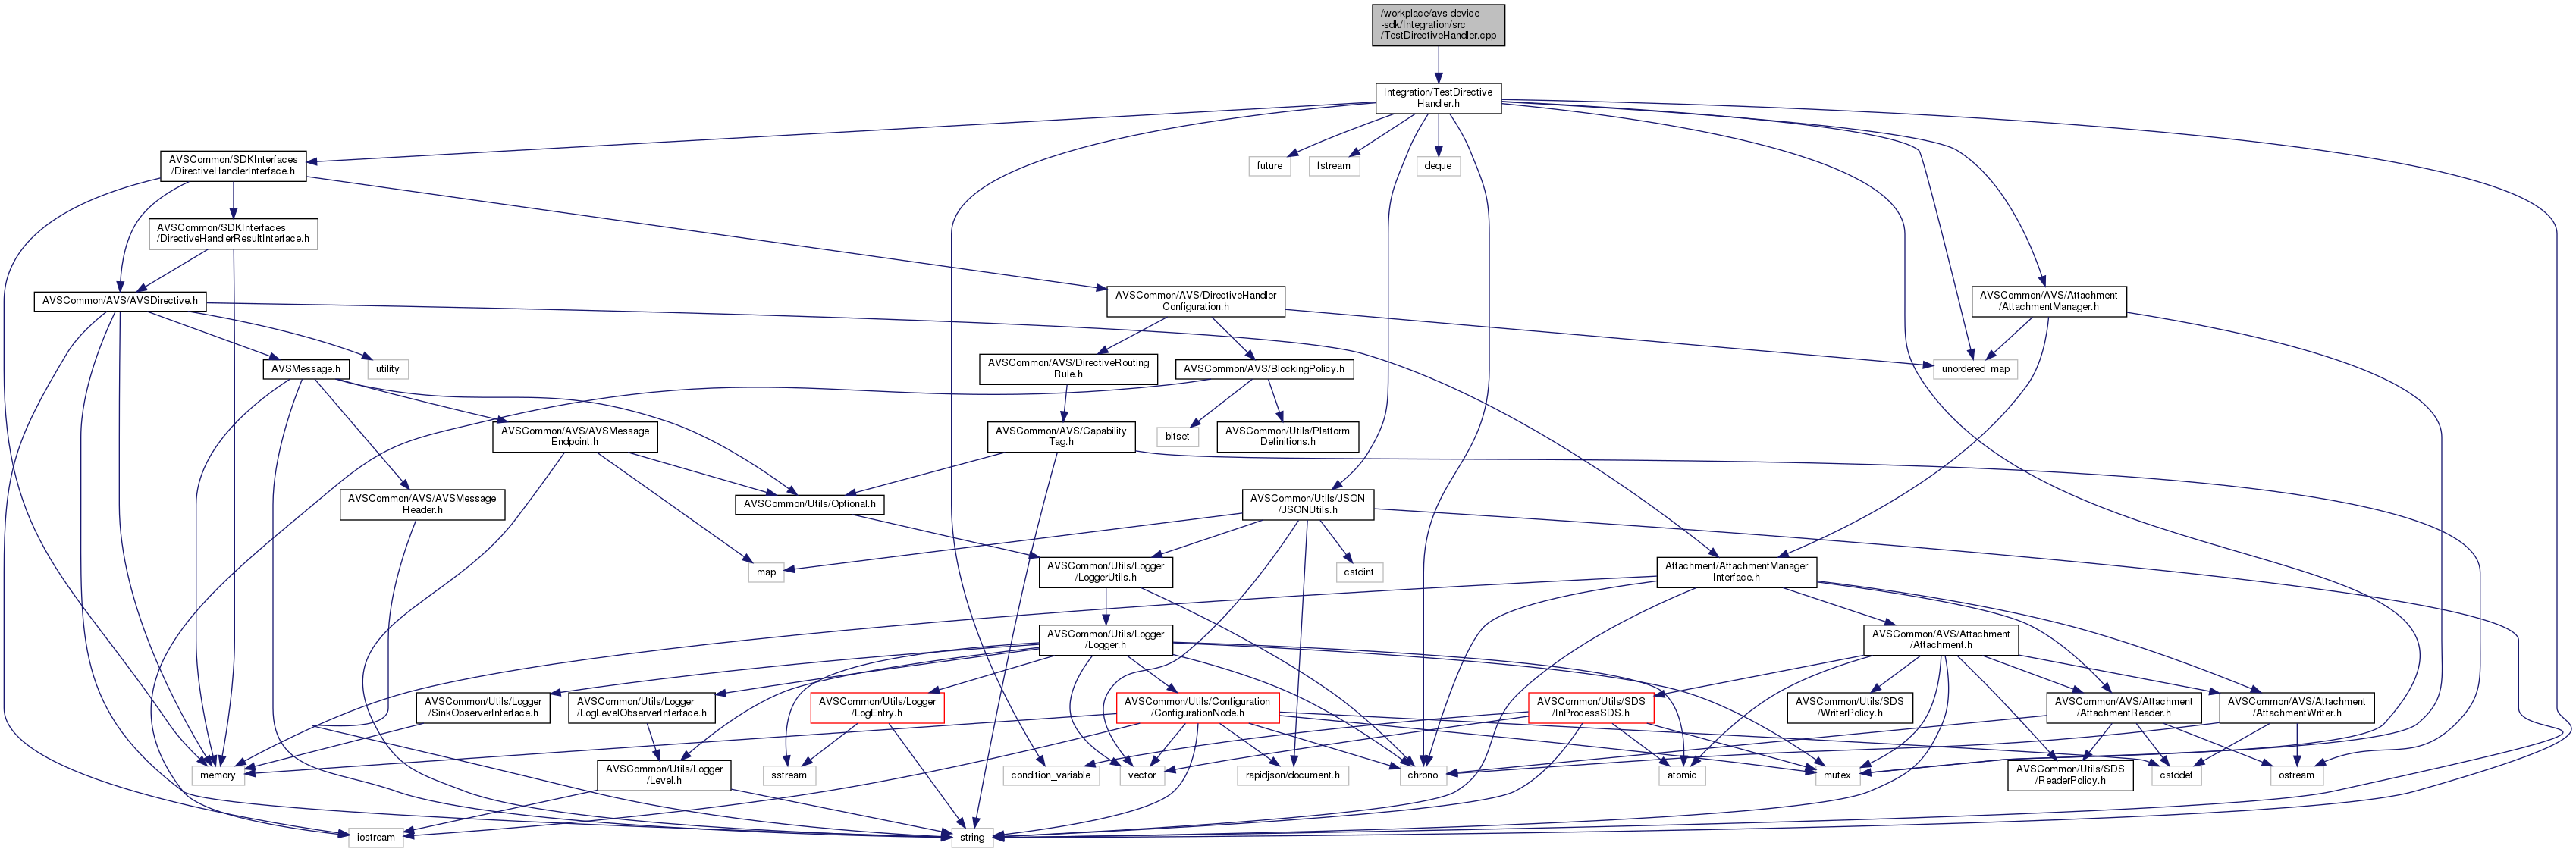 /workplace/avs-device
-sdk/Integration/src
/TestDirectiveHandler.cpp
Integration/TestDirective
Handler.h
AVSCommon/SDKInterfaces
/DirectiveHandlerInterface.h
future
fstream
deque
AVSCommon/SDKInterfaces
/DirectiveHandlerResultInterface.h
AVSCommon/AVS/AVSDirective.h
AVSCommon/AVS/DirectiveHandler
Configuration.h
AVSCommon/AVS/Attachment
/AttachmentManager.h
AVSMessage.h
utility
AVSCommon/AVS/DirectiveRouting
Rule.h
AVSCommon/AVS/BlockingPolicy.h
unordered_map
AVSCommon/AVS/AVSMessage
Endpoint.h
AVSCommon/AVS/Capability
Tag.h
bitset
AVSCommon/Utils/Platform
Definitions.h
AVSCommon/AVS/AVSMessage
Header.h
AVSCommon/Utils/Optional.h
AVSCommon/Utils/JSON
/JSONUtils.h
map
AVSCommon/Utils/Logger
/LoggerUtils.h
cstdint
Attachment/AttachmentManager
Interface.h
AVSCommon/Utils/Logger
/Logger.h
AVSCommon/AVS/Attachment
/Attachment.h
AVSCommon/Utils/Logger
/SinkObserverInterface.h
AVSCommon/Utils/Logger
/LogLevelObserverInterface.h
AVSCommon/Utils/Logger
/LogEntry.h
AVSCommon/Utils/Configuration
/ConfigurationNode.h
AVSCommon/Utils/SDS
/InProcessSDS.h
AVSCommon/Utils/SDS
/WriterPolicy.h
AVSCommon/AVS/Attachment
/AttachmentReader.h
AVSCommon/AVS/Attachment
/AttachmentWriter.h
memory
AVSCommon/Utils/Logger
/Level.h
sstream
condition_variable
vector
rapidjson/document.h
chrono
atomic
mutex
AVSCommon/Utils/SDS
/ReaderPolicy.h
cstddef
ostream
iostream
string